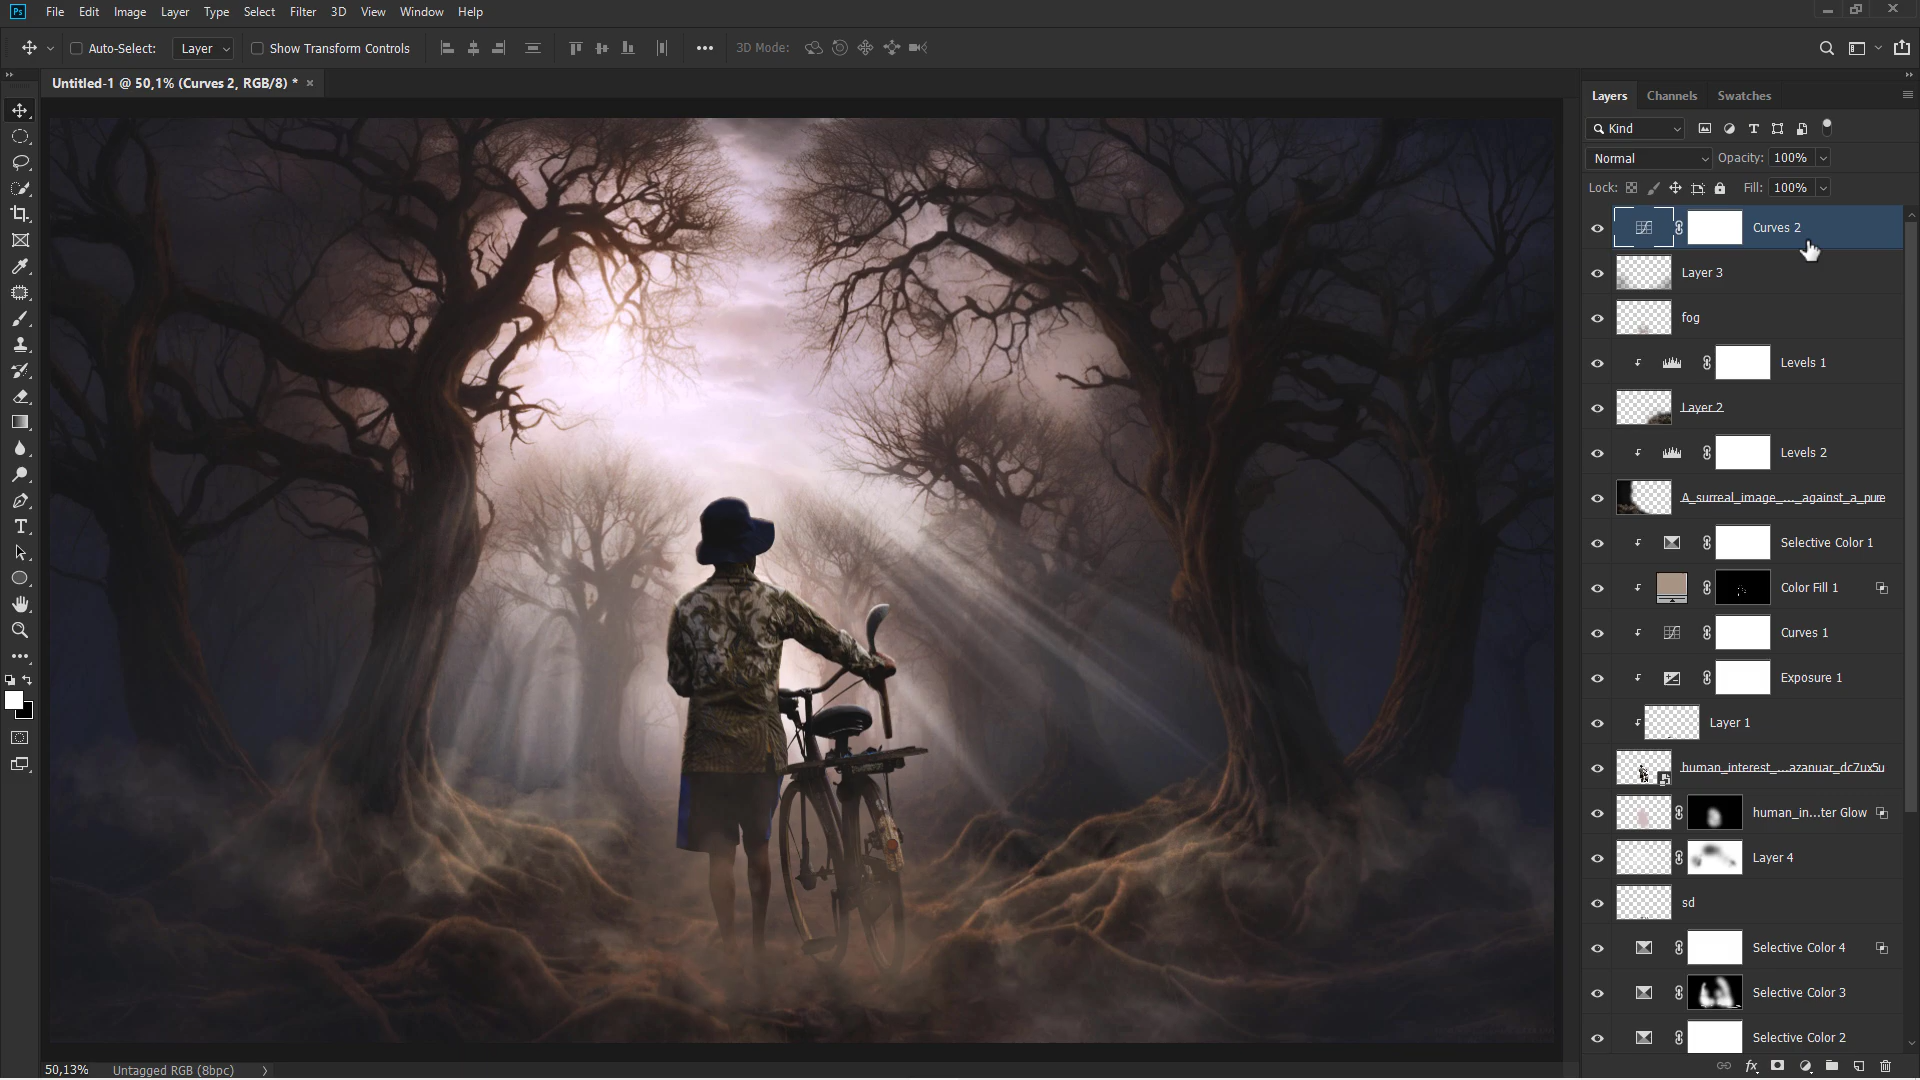 Ps File Edit Image Layer Type Select Filter 3D View Window Help
Auto-Select: Layer Show Transform Controls 3D Mode:
Untitled-1 @ 50,1% (Curves 2, RGB/8) *
Layers Channels Swatches
Kind
Normal Opacity: 100%
Lock: Fill: 100%
Curves 2
Layer 3
fog
Levels 1
Layer 2
Levels 2
A_surreal_image_..._against_a_pure
Selective Color 1
Color Fill 1
Curves 1
Exposure 1
Layer 1
human_interest_...azanuar_dc7ux5u
human_in...ter Glow
Layer 4
sd
Selective Color 4
Selective Color 3
Selective Color 2
50,13% Untagged RGB (8bpc)